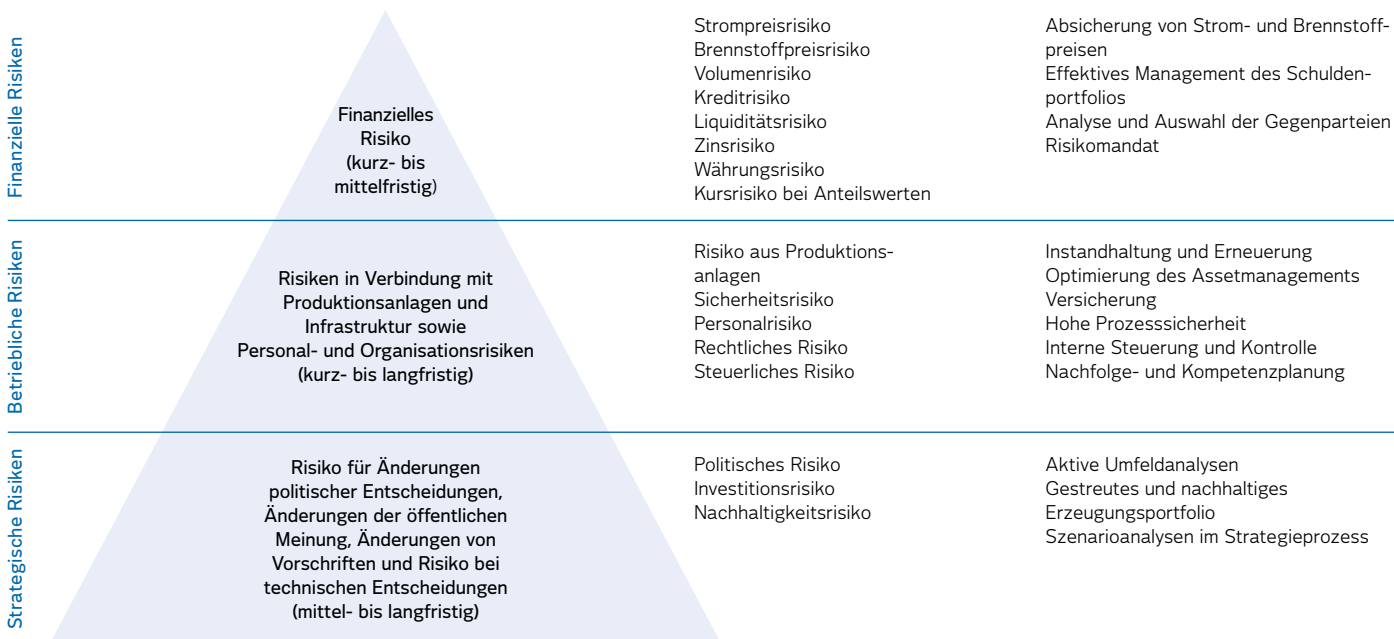 Finanzielle Risiken
Finanzielles
Risiko
(kurz- bis
mittelfristig)
Strompreisrisiko
Brennstoffpreisrisiko
Volumenrisiko
Kreditrisiko
Liquiditätsrisiko
Zinsrisiko
Währungsrisiko
Kursrisiko bei Anteilswerten
Absicherung von Strom- und Brennstoff-
preisen
Effektives Management des Schulden-
portfolios
Analyse und Auswahl der Gegenparteien
Risikomandat
Betriebliche Risiken
Risiken in Verbindung mit
Produktionsanlagen und
Infrastruktur sowie
Personal- und Organisationsrisiken
(kurz- bis langfristig)
Risiko aus Produktions-
anlagen
Sicherheitsrisiko
Personalrisiko
Rechtliches Risiko
Steuerliches Risiko
Instandhaltung und Erneuerung
Optimierung des Assetmanagements
Versicherung
Hohe Prozesssicherheit
Interne Steuerung und Kontrolle
Nachfolge- und Kompetenzplanung
Strategische Risiken
Risiko für Änderungen
politischer Entscheidungen,
Änderungen der öffentlichen
Meinung, Änderungen von
Vorschriften und Risiko bei
technischen Entscheidungen
(mittel- bis langfristig)
Politisches Risiko
Investitionsrisiko
Nachhaltigkeitsrisiko
Aktive Umfeldanalysen
Gestreutes und nachhaltiges
Erzeugungsportfolio
Szenarioanalysen im Strategieprozess